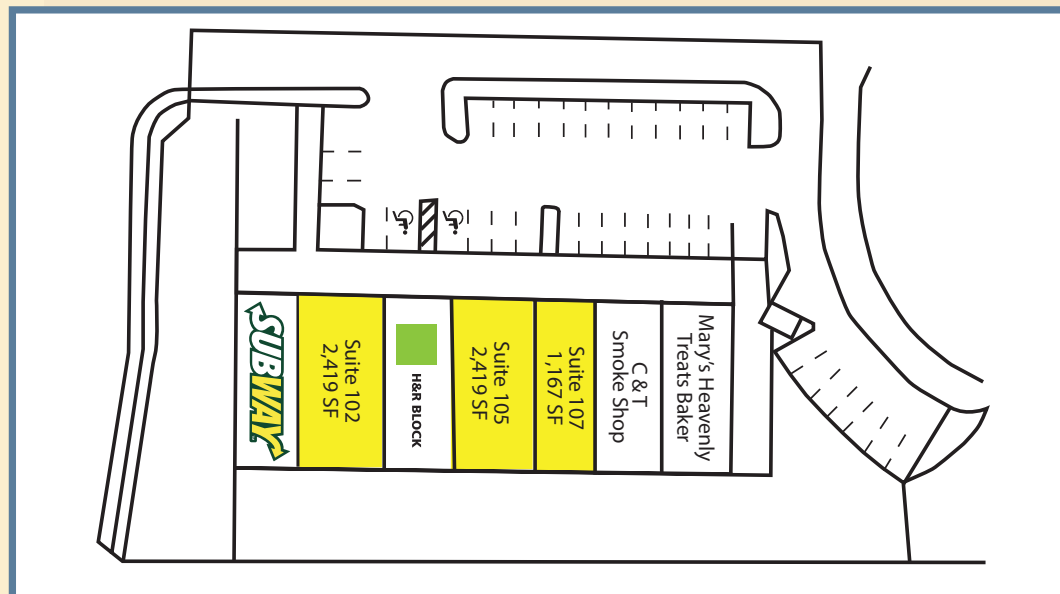 SUBWAY
Suite 102
2,419 SF
H&R BLOCK
Suite 105
2,419 SF
Suite 107
1,167 SF
C & T
Smoke Shop
Mary's Heavenly
Treats Baker